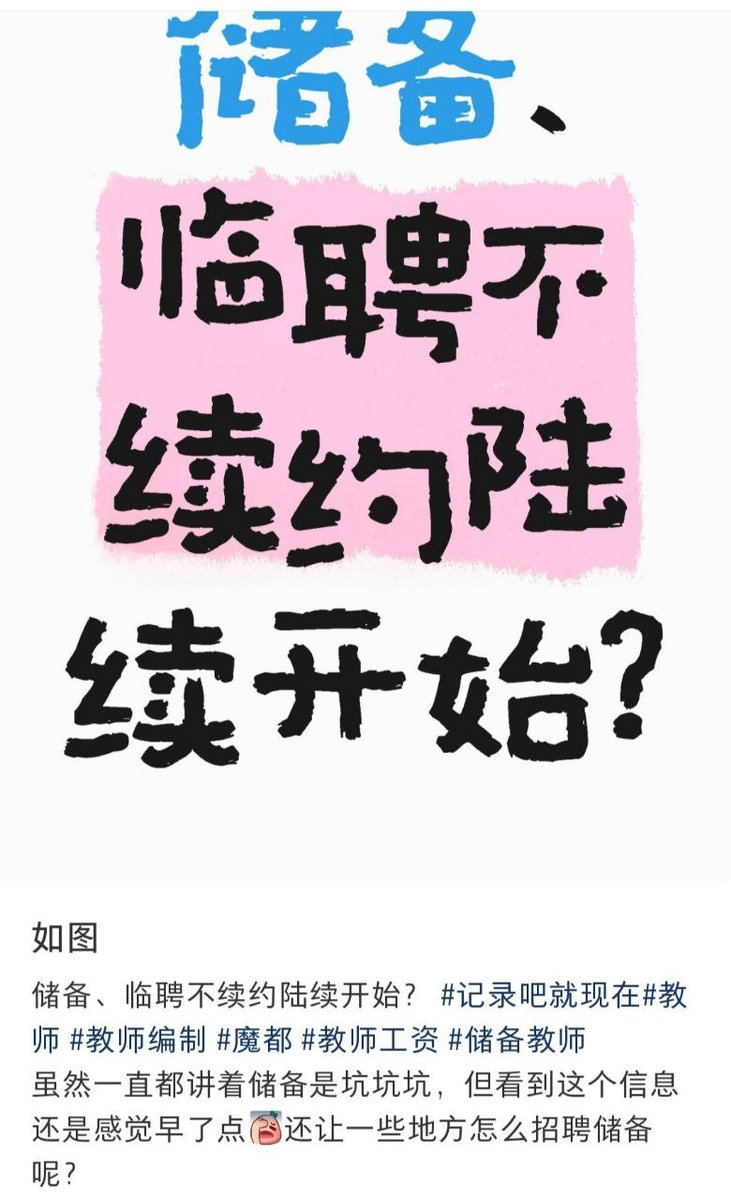 储备、
临聘不
续约陆
续开始?
如图
储备、临聘不续约陆续开始? #记录吧就现在#教
师 #教师编制 #魔都 #教师工资 #储备教师
虽然一直都讲着储备是坑坑坑，但看到这个信息
还是感觉早了点还让一些地方怎么招聘储备
呢?